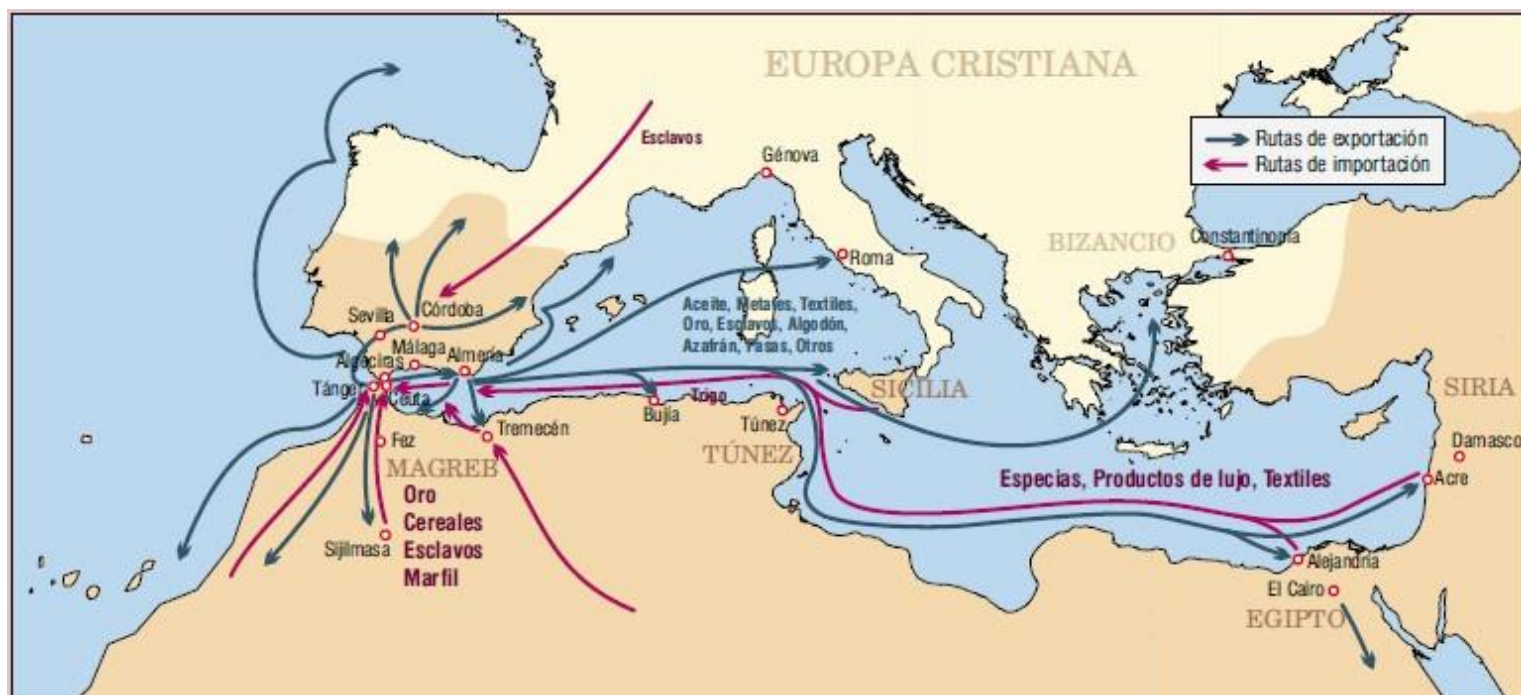 EUROPA CRISTIANA
Rutas de exportación
Rutas de importación
Esclavos
Génova
BIZANCIO
Constantinopla
Roma
Aceite, Metales, Textiles,
Oro, Esclavos, Algodón,
Azafrán, Pasas, Otros
Sevilla
Córdoba
Málaga
Algeciras
Almería
Tánger
Ceuta
SICILIA
SIRIA
Trigo
Bujía
Túnez
Tremecén
Fez
MAGREB
TÚNEZ
Damasco
Acre
Especias, Productos de lujo, Textiles
Oro
Cereales
Esclavos
Marfil
Sijilmasa
Alejandría
El Cairo
EGIPTO